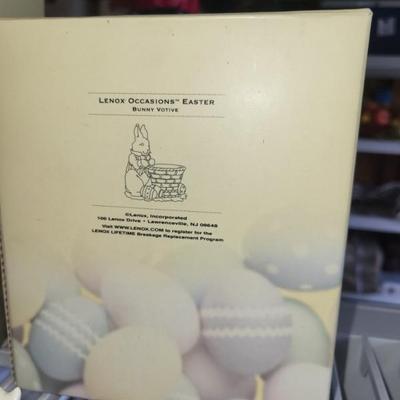 LENOX® OCCASIONS™ EASTER
BUNNY VOTIVE
©Lenox, Incorporated
100 Lenox Drive • Lawrenceville, NJ 08648
Visit WWW.LENOX.COM to register for the
LENOX LIFETIME Breakage Replacement Program